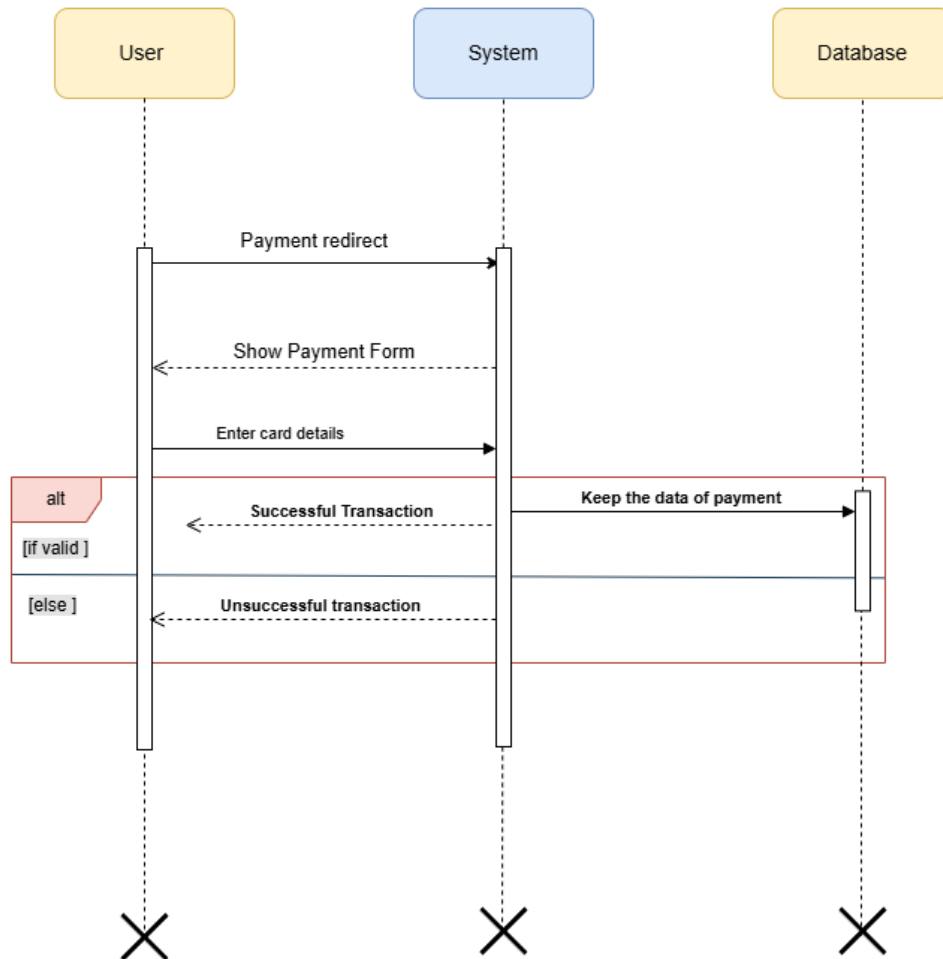 User
System
Database
Payment redirect
Show Payment Form
Enter card details
alt
Keep the data of payment
Successful Transaction
[if valid ]
[else ]
Unsuccessful transaction